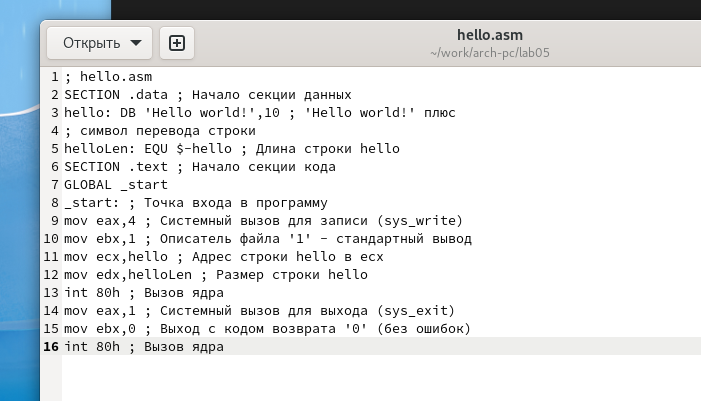 Открыть
hello.asm
~/work/arch-pc/lab05
1 ; hello.asm
2 SECTION .data ; Начало секции данных
3 hello: DB 'Hello world!',10 ; 'Hello world!' плюс
4 ; символ перевода строки
5 helloLen: EQU $-hello ; Длина строки hello
6 SECTION .text ; Начало секции кода
7 GLOBAL _start
8 _start: ; Точка входа в программу
9 mov eax,4 ; Системный вызов для записи (sys_write)
10 mov ebx,1 ; Описатель файла '1' - стандартный вывод
11 mov ecx,hello ; Адрес строки hello в ecx
12 mov edx,helloLen ; Размер строки hello
13 int 80h ; Вызов ядра
14 mov eax,1 ; Системный вызов для выхода (sys_exit)
15 mov ebx,0 ; Выход с кодом возврата '0' (без ошибок)
16 int 80h ; Вызов ядра